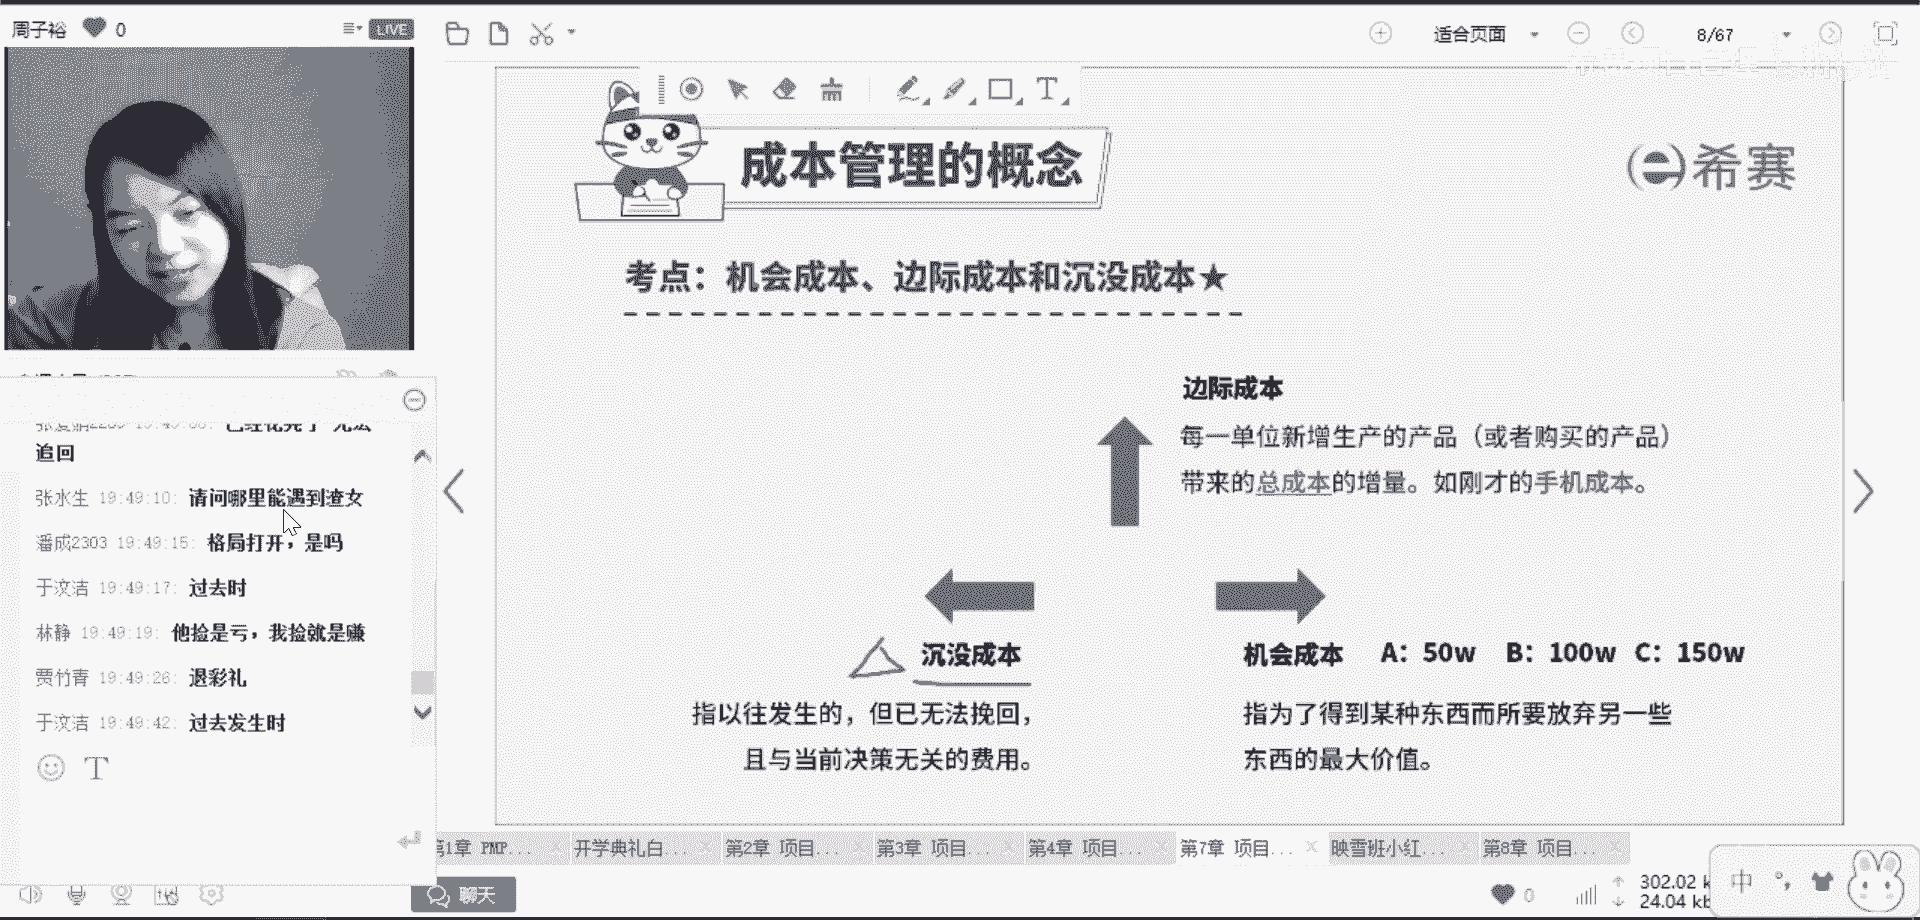 周子裕 0
LIVE
适合页面
8/67
成本管理的概念
希赛
考点：机会成本、边际成本和沉没成本★
边际成本
每一单位新增生产的产品（或者购买的产品）
带来的总成本的增量。如刚才的手机成本。
沉没成本
指以往发生的，但已无法挽回，
且与当前决策无关的费用。
机会成本 A：50w B：100w C：150w
指为了得到某种东西而所要放弃另一些
东西的最大价值。
追回
张水生 19:49:10: 请问哪里能遇到渣女
潘成2303 19:49:15: 格局打开，是吗
于汶洁 19:49:17: 过去时
林静 19:49:19: 他捡是亏，我捡就是赚
贾竹青 19:49:26: 退彩礼
于汶洁 19:49:42: 过去发生时
T
第1章 PMP...
开学典礼白...
第2章 项目...
第3章 项目...
第4章 项目...
第7章 项目...
映雪班小红...
第8章 项目...
聊天
0
302.02 k
24.04 kb
中